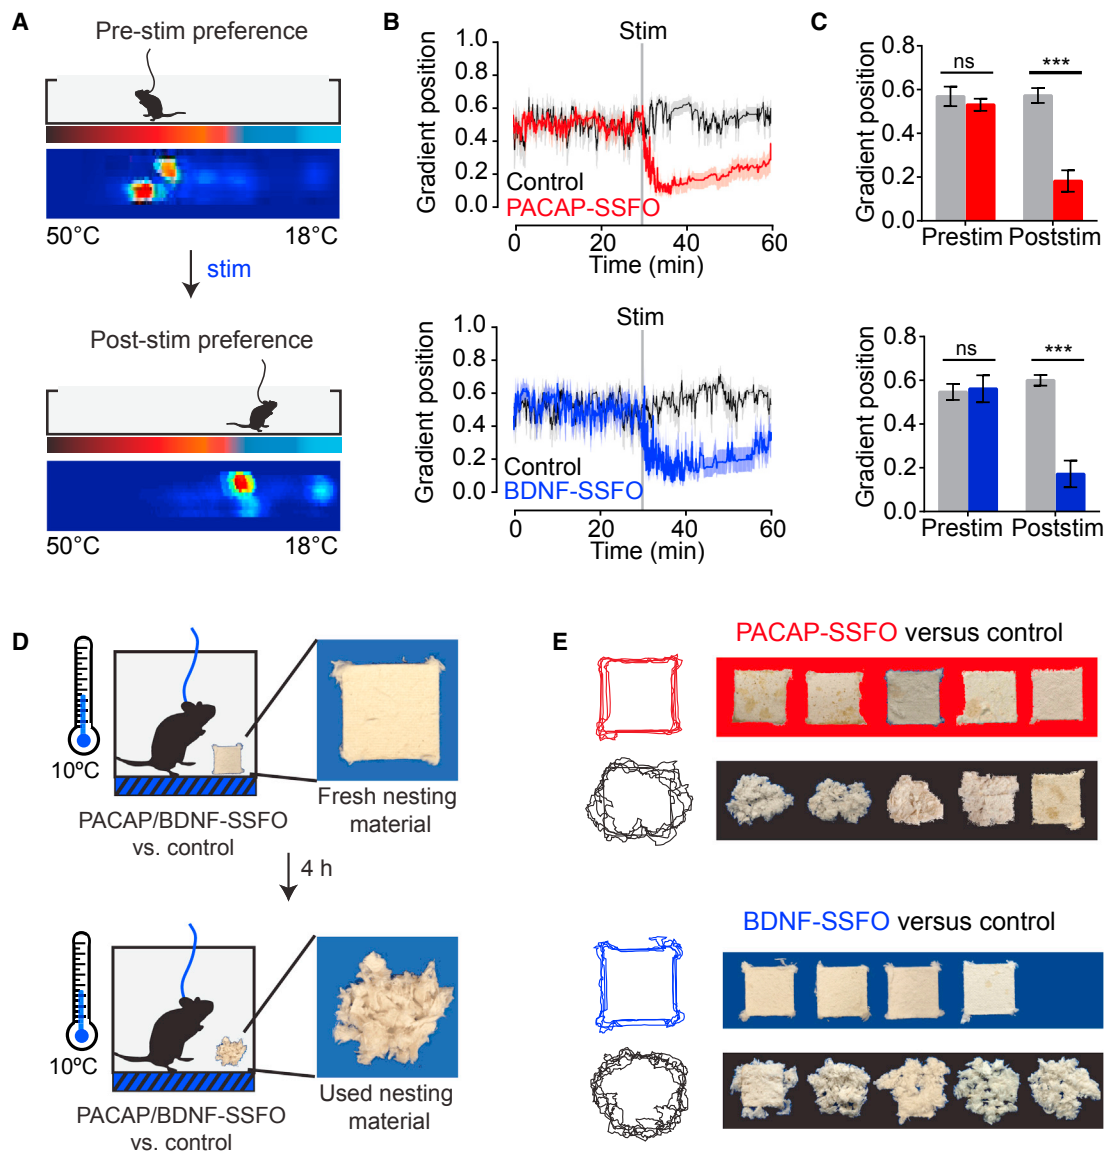 A
Pre-stim preference
50°C
18°C
stim
Post-stim preference
50°C
18°C
B
Stim
Gradient position
1.0
0.8
0.6
0.4
0.2
0.0
Control
PACAP-SSFO
0
20
40
60
Time (min)
Stim
Gradient position
1.0
0.8
0.6
0.4
0.2
0.0
Control
BDNF-SSFO
0
20
40
60
Time (min)
C
Gradient position
0.8
0.6
0.4
0.2
0.0
ns
***
Prestim
Poststim
Gradient position
0.8
0.6
0.4
0.2
0.0
ns
***
Prestim
Poststim
D
10ºC
PACAP/BDNF-SSFO
vs. control
Fresh nesting
material
4 h
10ºC
PACAP/BDNF-SSFO
vs. control
Used nesting
material
E
PACAP-SSFO versus control
BDNF-SSFO versus control